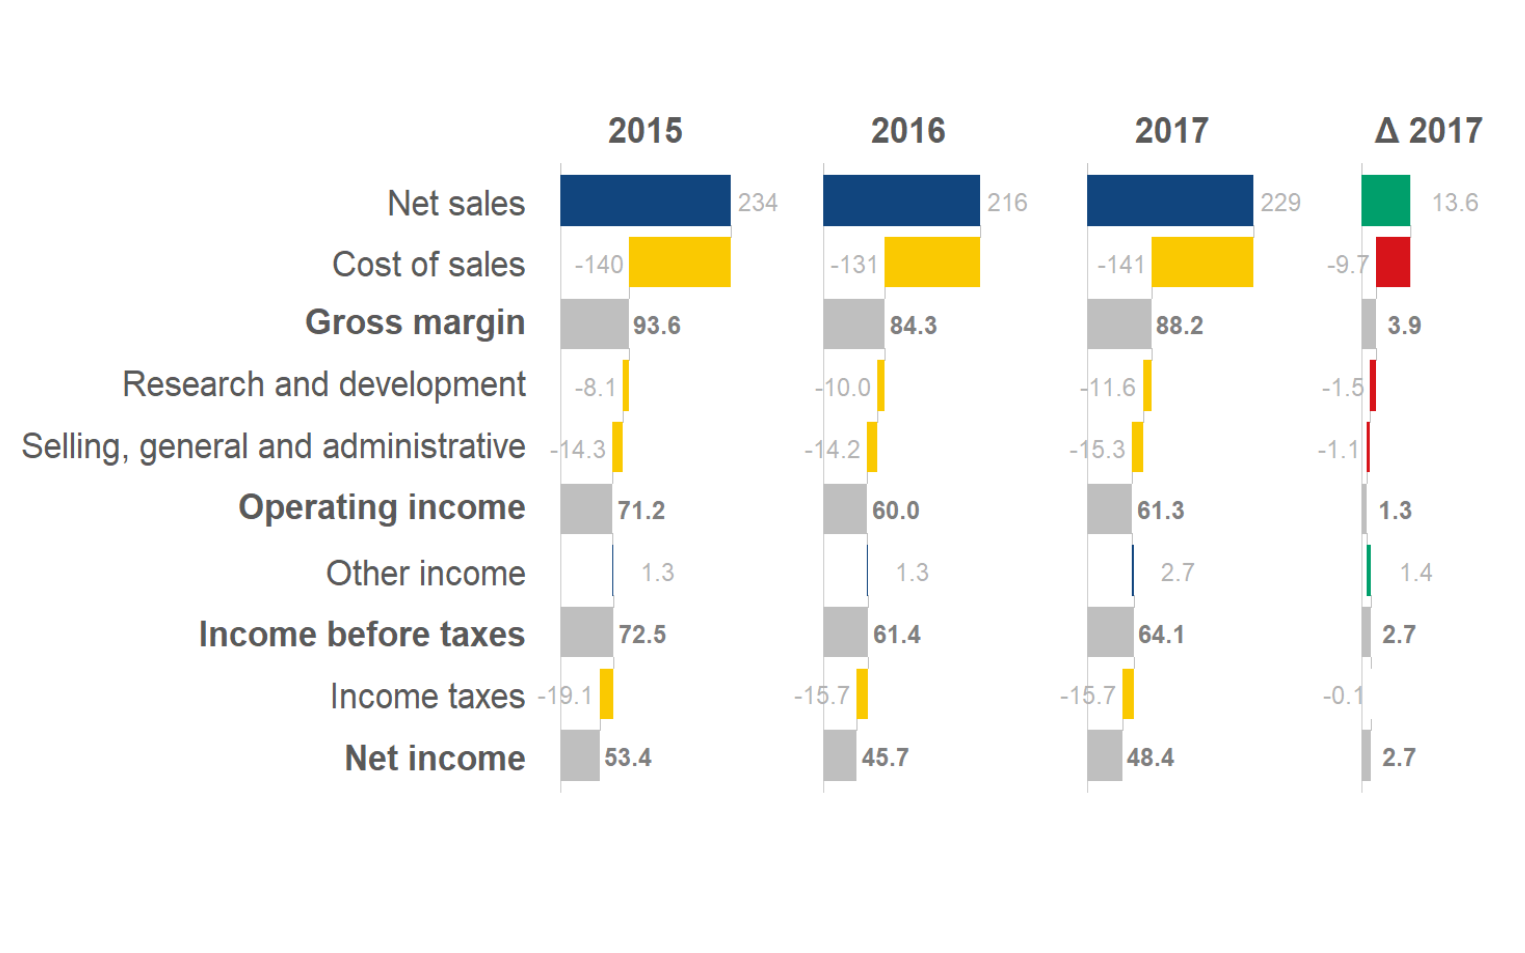 2015 2016 2017 Δ 2017
Net sales 234 216 229 13.6
Cost of sales -140 -131 -141 -9.7
Gross margin 93.6 84.3 88.2 3.9
Research and development -8.1 -10.0 -11.6 -1.5
Selling, general and administrative -14.3 -14.2 -15.3 -1.1
Operating income 71.2 60.0 61.3 1.3
Other income 1.3 1.3 2.7 1.4
Income before taxes 72.5 61.4 64.1 2.7
Income taxes -19.1 -15.7 -15.7 -0.1
Net income 53.4 45.7 48.4 2.7